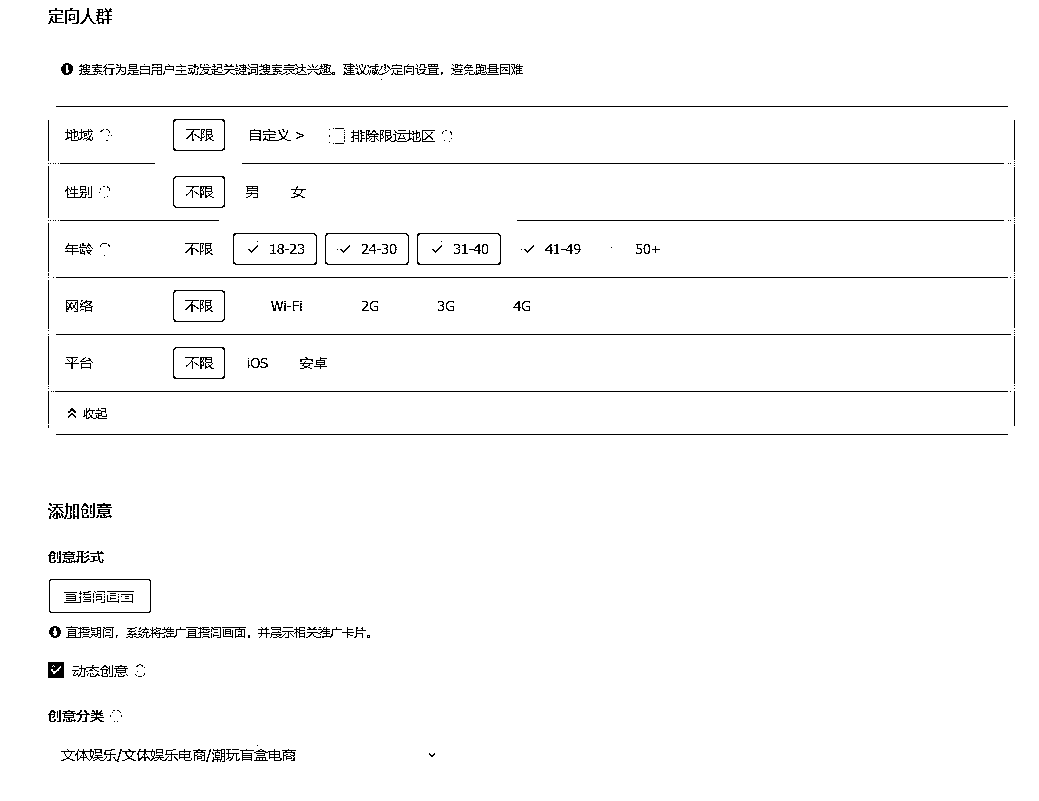 定向人群
搜索行为是由用户主动发起关键词搜索表达兴趣。建议减少定向设置，避免跑量困难
地域 不限 自定义 > 排除限运地区
性别 不限 男 女
年龄 不限 18-23 24-30 31-40 41-49 50+
网络 不限 Wi-Fi 2G 3G 4G
平台 不限 iOS 安卓
收起
添加创意
创意形式
直播间画面
直播期间，系统将推广直播间画面，并展示相关推广卡片。
动态创意
创意分类
文体娱乐/文体娱乐电商/潮玩盲盒电商